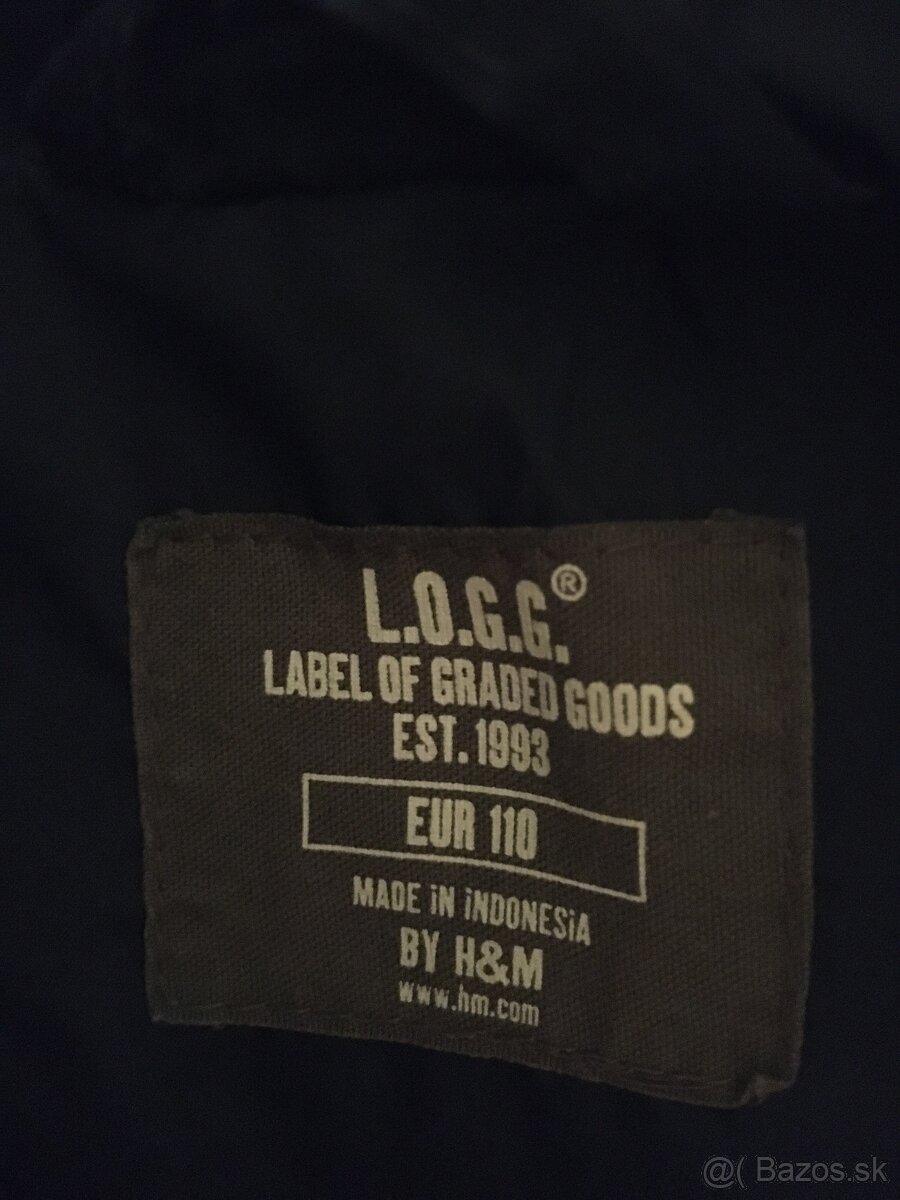 L.O.G.G.®
LABEL OF GRADED GOODS
EST. 1993
EUR 110
MADE iN iNDONESiA
BY H&M
www.hm.com
@( Bazos.sk